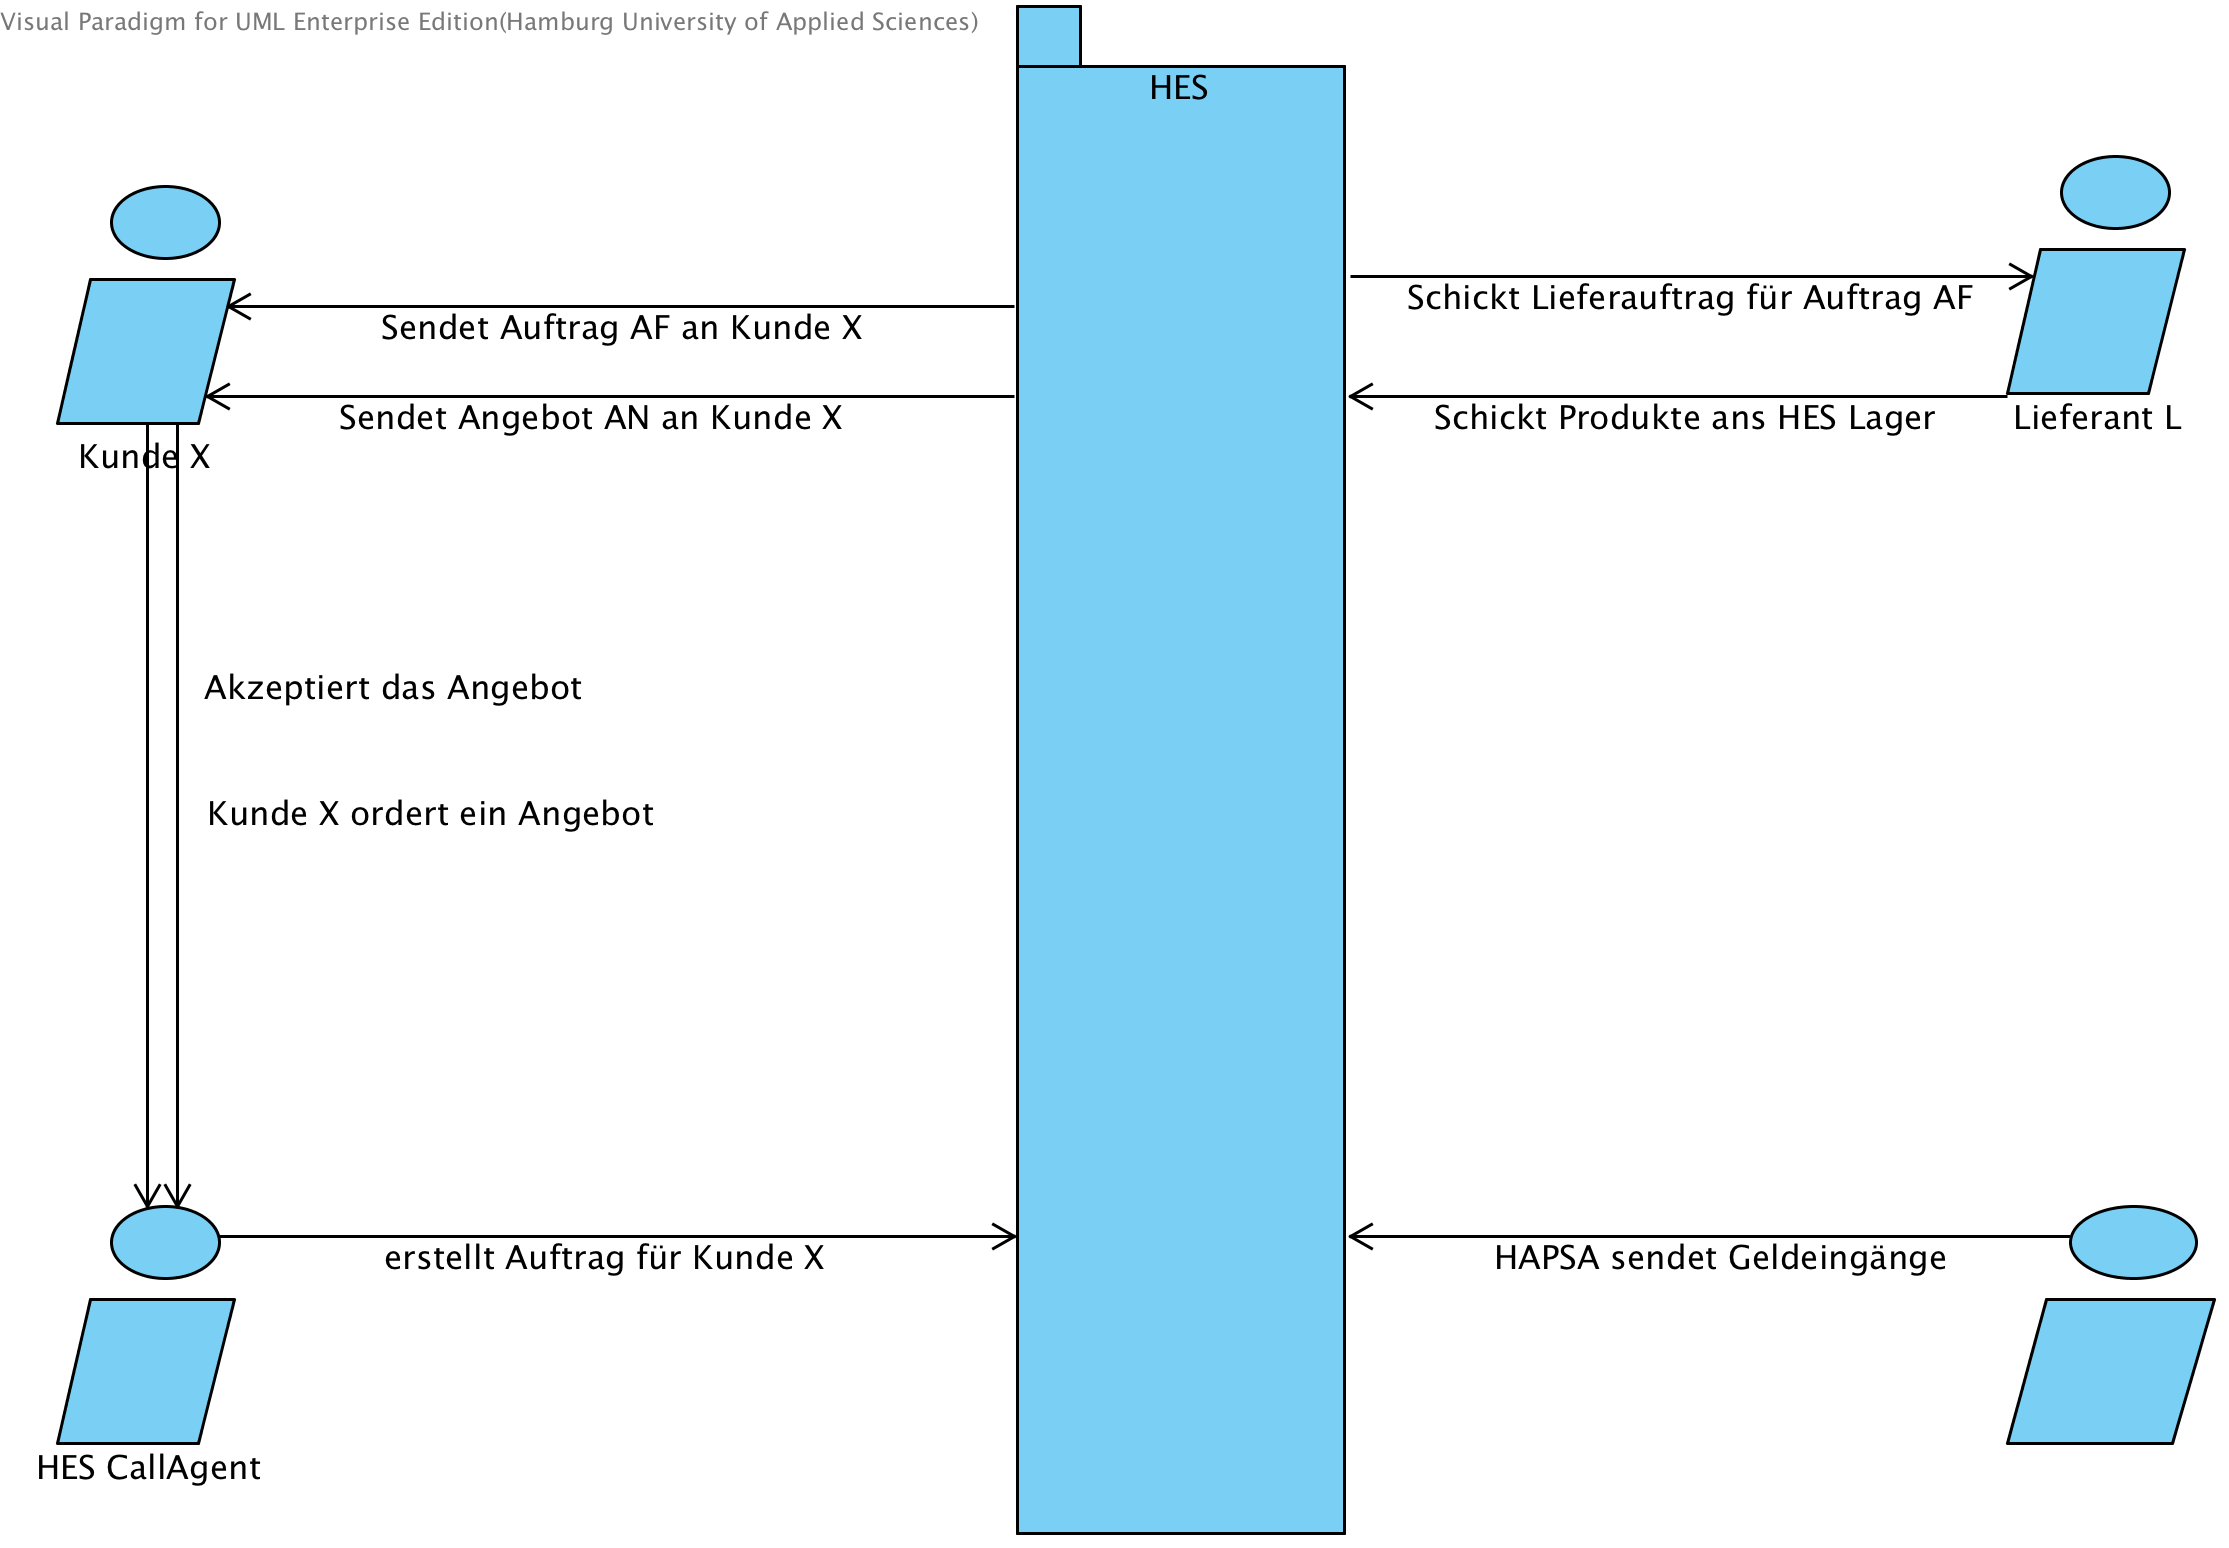 Visual Paradigm for UML Enterprise Edition(Hamburg University of Applied Sciences)
HES
Schickt Lieferauftrag für Auftrag AF
Sendet Auftrag AF an Kunde X
Sendet Angebot AN an Kunde X
Schickt Produkte ans HES Lager
Lieferant L
Kunde X
Akzeptiert das Angebot
Kunde X ordert ein Angebot
erstellt Auftrag für Kunde X
HAPSA sendet Geldeingänge
HES CallAgent